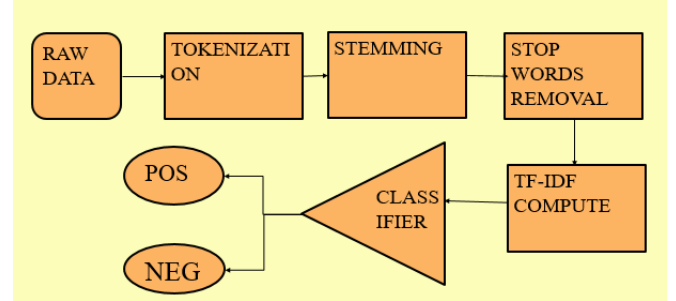 RAW
DATA
TOKENIZATI
ON
STEMMING
STOP
WORDS
REMOVAL
TF-IDF
COMPUTE
CLASS
IFIER
POS
NEG